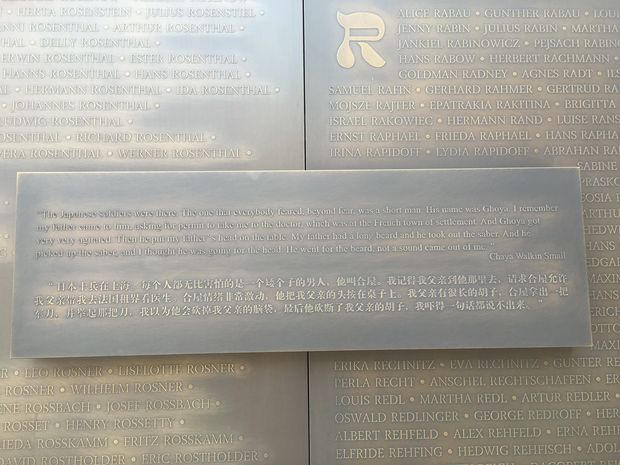 • HERTA ROSENSTEIN • JULIUS ROSENSTIEL
ENNI ROSENTHAL • ARTHUR ROSENTHAL •
THAL • DELLY ROSENTHAL •
ERWIN ROSENTHAL • ESTER ROSENTHAL •
• HANNS ROSENTHAL • HANS ROSENTHAL
L • HERMANN ROSENTHAL • IDA ROSENTHAL
• JOHANNES ROSENTHAL •
LUDWIG ROSENTHAL •
OSENTHAL • RICHARD ROSENTHAL •
VERA ROSENTHAL • WERNER ROSENTHAL
R
ALICE RABAU • GUNTHER RABAU • LOUI
JENNY RABIN • JULIUS RABIN • MARTHA
JANKIEL RABINOWICZ • PEJSACH RABINO
HANS RABOW • HERBERT RACHMANN •
GOLDMAN RADNEY • AGNES RADT • ILS
SAMUEL RAFIN • GERHARD RAHMER • GERTRUD RA
MOJSZE RAJTER • EPATRAKIA RAKITINA • BRIGITTA
ISRAEL RAKOWIEC • HERMANN RAND • LUISE RANS
ERNST RAPHAEL • FRIEDA RAPHAEL • HANS RAPHA
IRINA RAPIDOFF • LYDIA RAPIDOFF • ABRAHAN RA
SABINE
"The Japanese soldiers were there. The one that everybody feared, beyond fear, was a short man. His name was Ghoya. I remember
my father came to him, asking for permit to take me to the doctor, which was at the French town of settlement. And Ghoya got
very very agitated. Then he put my father's head on the table. My father had a long beard and he took out the saber. And he
picked up the saber, and I thought he was going for the head. He went for the beard, not a sound came out of me."
Chaya Walkin Small
"日本士兵在上海。每个人都无比害怕的是一个矮个子的男人，他叫合屋。我记得我父亲到他那里去，请求合屋允许
我父亲带我去法国租界看医生。合屋情绪非常激动，他把我父亲的头按在桌子上。我父亲有很长的胡子，合屋拿出一把
军刀，并举起那把刀。我以为他会砍掉我父亲的脑袋，最后他砍断了我父亲的胡子，我吓得一句话都说不出来。"
• LEO ROSNER • LISELOTTE ROSNER •
ROSNER • WILHELM ROSNER •
ENE ROSSBACH • JOSEF ROSSBACH •
ROSSET • HENRY ROSSETTY •
RIEDA ROSSKAMM • FRITZ ROSSKAMM •
DAVID ROSTHOLDER • ERIC ROSTHOLDER
ERIKA RECHNITZ • EVA RECHNITZ • GUNTER RE
PERLA RECHT • ANSCHEL RECHTSCHAFFEN • ER
LOUIS REDL • MARTHA REDL • ARTUR REDLER •
OSWALD REDLINGER • GEORGE REDROFF • HER
ALBERT REHFELD • ALEX REHFELD • ERNA REHF
ELFRIDE REHFING • HEDWIG REHFISCH • ADOL